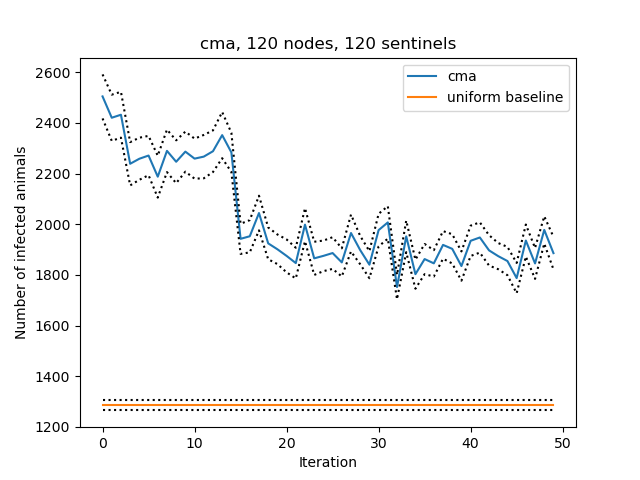 cma, 120 nodes, 120 sentinels
cma
uniform baseline
Number of infected animals
2600
2400
2200
2000
1800
1600
1400
1200
0
10
20
30
40
50
Iteration